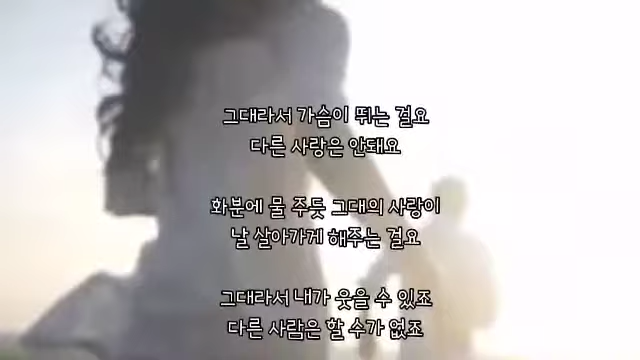 그대라서 가슴이 뛰는 걸요
다른 사랑은 안돼요
화분에 물 주듯 그대의 사랑이
날 살아가게 해주는 걸요
그대라서 내가 웃을 수 있죠
다른 사람은 할 수가 없죠